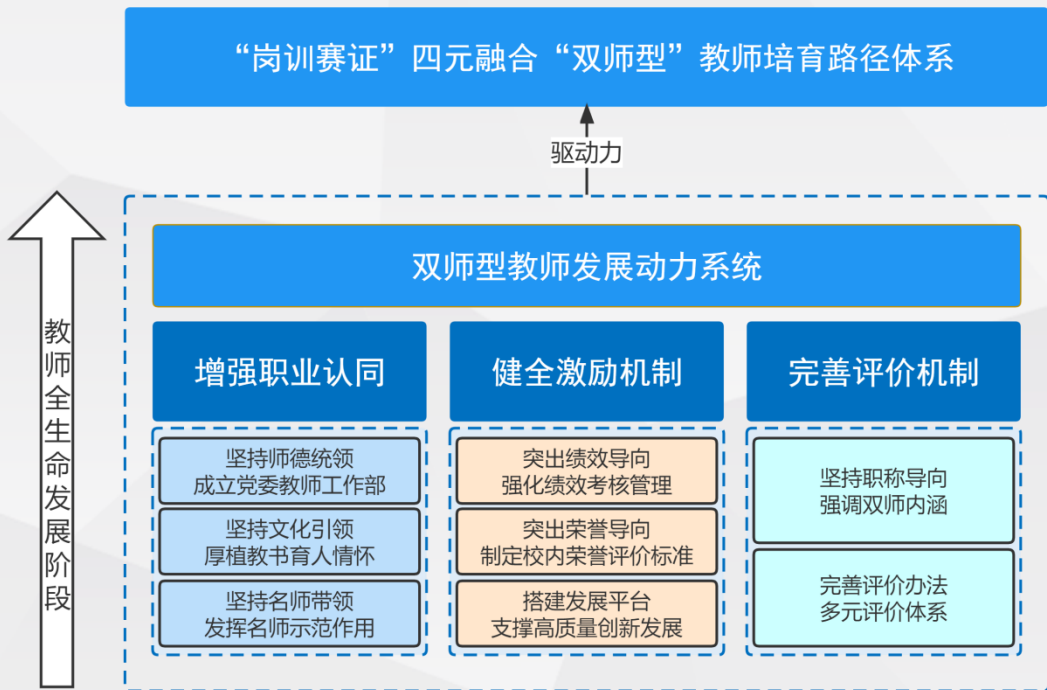 “岗训赛证”四元融合“双师型”教师培育路径体系
驱动力
教师全生命发展阶段
双师型教师发展动力系统
增强职业认同
坚持师德统领
成立党委教师工作部
坚持文化引领
厚植教书育人情怀
坚持名师带领
发挥名师示范作用
健全激励机制
突出绩效导向
强化绩效考核管理
突出荣誉导向
制定校内荣誉评价标准
搭建发展平台
支撑高质量创新发展
完善评价机制
坚持职称导向
强调双师内涵
完善评价办法
多元评价体系